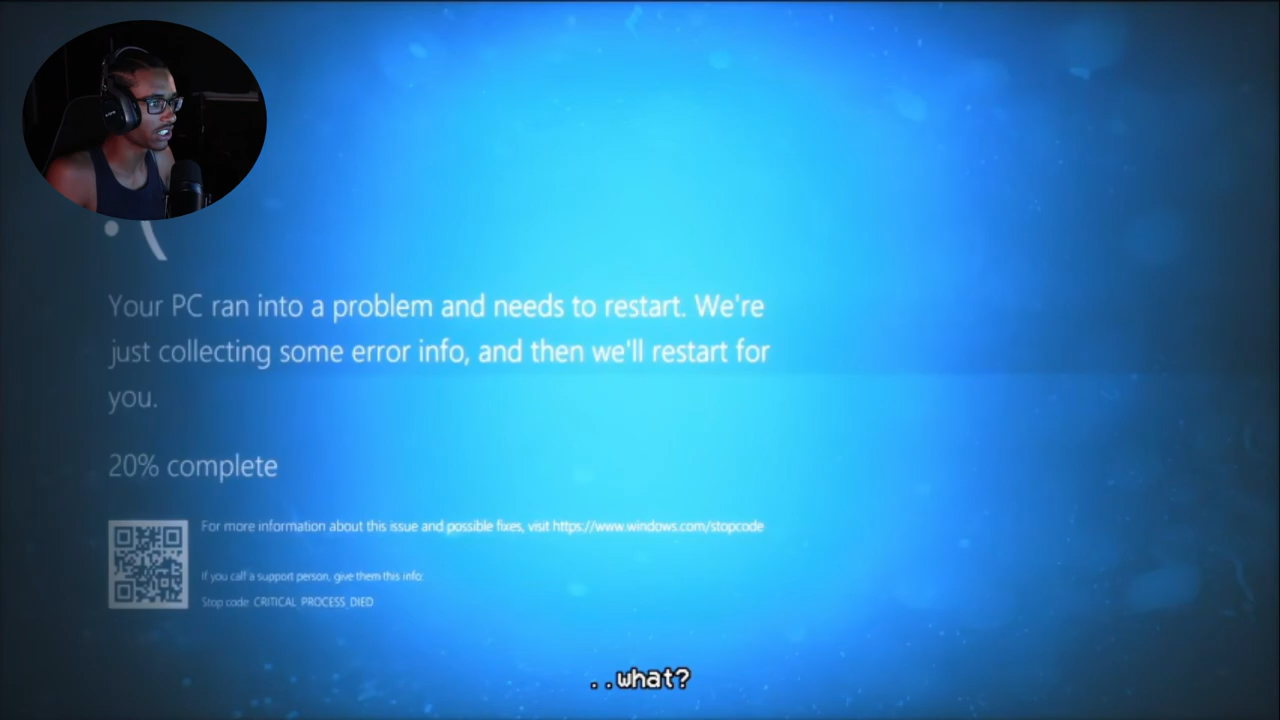 :(
Your PC ran into a problem and needs to restart. We're
just collecting some error info, and then we'll restart for
you.
20% complete
For more information about this issue and possible fixes, visit https://www.windows.com/stopcode
If you call a support person, give them this info:
Stop code: CRITICAL_PROCESS_DIED
..what?